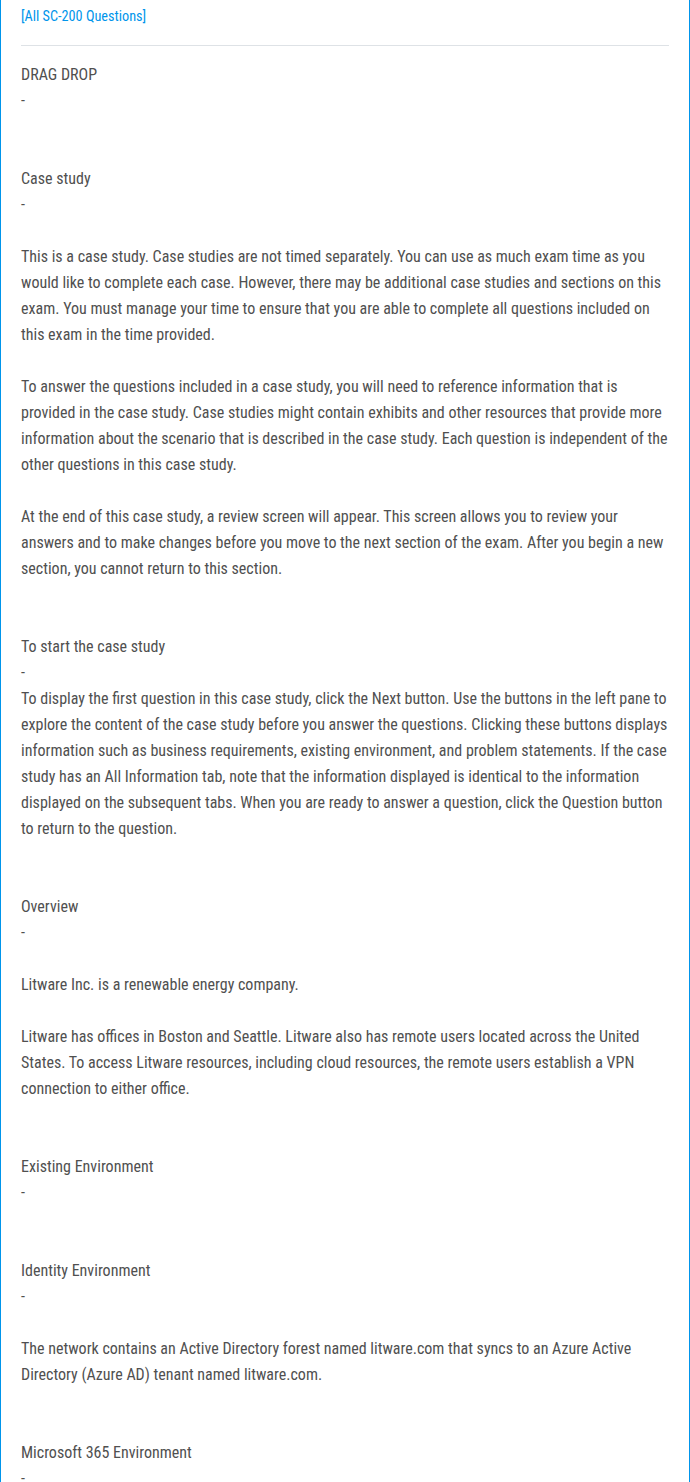 [All SC-200 Questions]
DRAG DROP
-
Case study
-
This is a case study. Case studies are not timed separately. You can use as much exam time as you
would like to complete each case. However, there may be additional case studies and sections on this
exam. You must manage your time to ensure that you are able to complete all questions included on
this exam in the time provided.
To answer the questions included in a case study, you will need to reference information that is
provided in the case study. Case studies might contain exhibits and other resources that provide more
information about the scenario that is described in the case study. Each question is independent of the
other questions in this case study.
At the end of this case study, a review screen will appear. This screen allows you to review your
answers and to make changes before you move to the next section of the exam. After you begin a new
section, you cannot return to this section.
To start the case study
-
To display the first question in this case study, click the Next button. Use the buttons in the left pane to
explore the content of the case study before you answer the questions. Clicking these buttons displays
information such as business requirements, existing environment, and problem statements. If the case
study has an All Information tab, note that the information displayed is identical to the information
displayed on the subsequent tabs. When you are ready to answer a question, click the Question button
to return to the question.
Overview
-
Litware Inc. is a renewable energy company.
Litware has offices in Boston and Seattle. Litware also has remote users located across the United
States. To access Litware resources, including cloud resources, the remote users establish a VPN
connection to either office.
Existing Environment
-
Identity Environment
-
The network contains an Active Directory forest named litware.com that syncs to an Azure Active
Directory (Azure AD) tenant named litware.com.
Microsoft 365 Environment
-